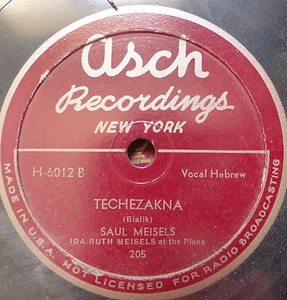 Asch
Recordings
NEW YORK
H-6012 B Vocal Hebrew
TECHEZAKNA
(Bialik)
SAUL MEISELS
IDA RUTH MEISELS at the Piano
205
MADE IN U.S.A. NOT LICENSED FOR RADIO BROADCASTING